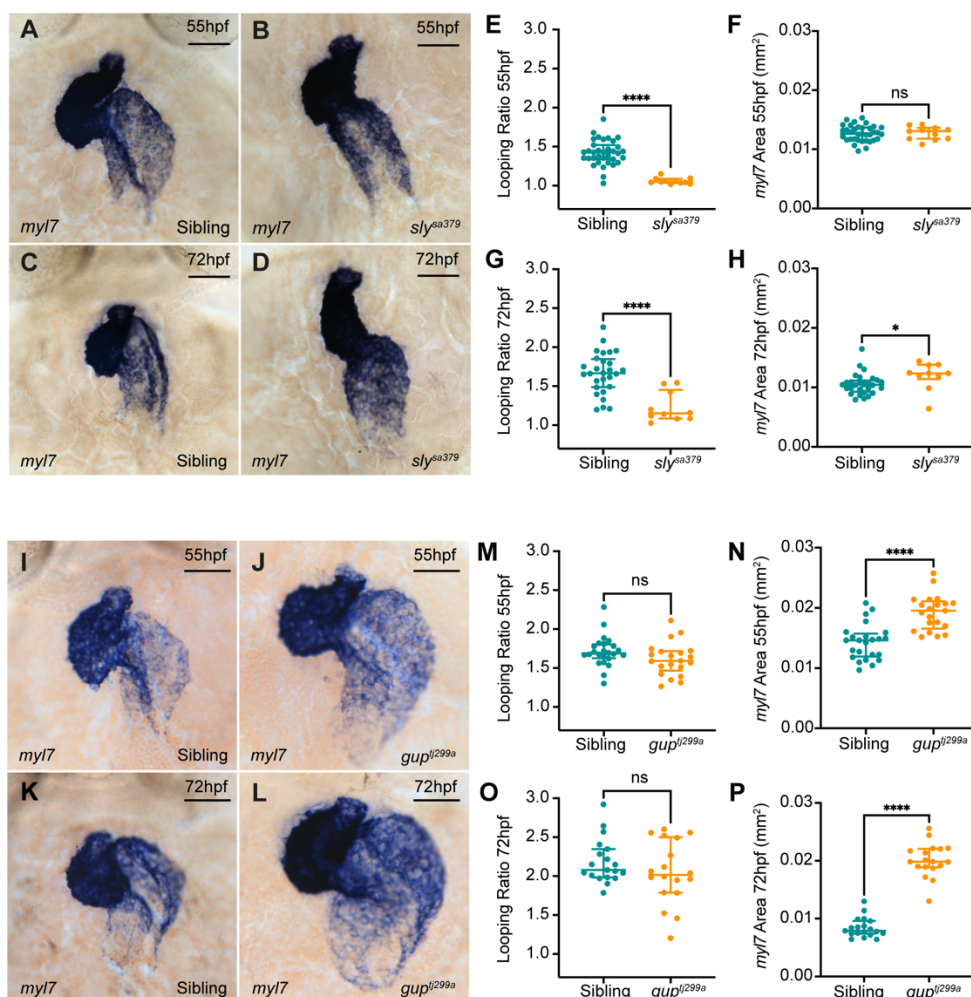 A
55hpf
myl7
Sibling
B
55hpf
myl7
sly^sa379
C
72hpf
myl7
Sibling
D
72hpf
myl7
sly^sa379
E
Looping Ratio 55hpf
3.0
2.5
2.0
1.5
1.0
****
Sibling
sly^sa379
F
myl7 Area 55hpf (mm²)
0.03
0.02
0.01
0.00
ns
Sibling
sly^sa379
G
Looping Ratio 72hpf
3.0
2.5
2.0
1.5
1.0
****
Sibling
sly^sa379
H
myl7 Area 72hpf (mm²)
0.03
0.02
0.01
0.00
*
Sibling
sly^sa379
I
55hpf
myl7
Sibling
J
55hpf
myl7
gup^tj299a
K
72hpf
myl7
Sibling
L
72hpf
myl7
gup^tj299a
M
Looping Ratio 55hpf
3.0
2.5
2.0
1.5
1.0
ns
Sibling
gup^tj299a
N
myl7 Area 55hpf (mm²)
0.03
0.02
0.01
0.00
****
Sibling
gup^tj299a
O
Looping Ratio 72hpf
3.0
2.5
2.0
1.5
1.0
ns
Sibling
gup^tj299a
P
myl7 Area 72hpf (mm²)
0.03
0.02
0.01
0.00
****
Sibling
gup^tj299a